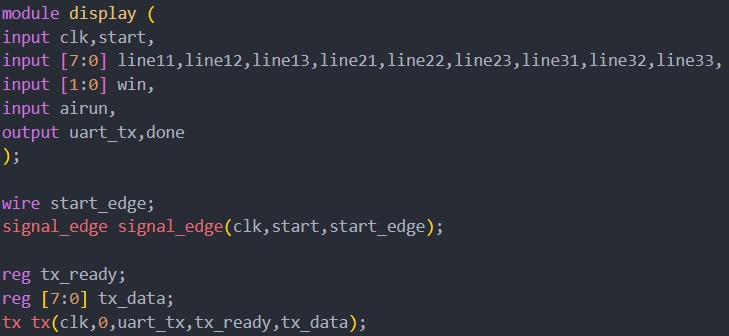 module display (
input clk,start,
input [7:0] line11,line12,line13,line21,line22,line23,line31,line32,line33,
input [1:0] win,
input airun,
output uart_tx,done
);
wire start_edge;
signal_edge signal_edge(clk,start,start_edge);
reg tx_ready;
reg [7:0] tx_data;
tx tx(clk,0,uart_tx,tx_ready,tx_data);